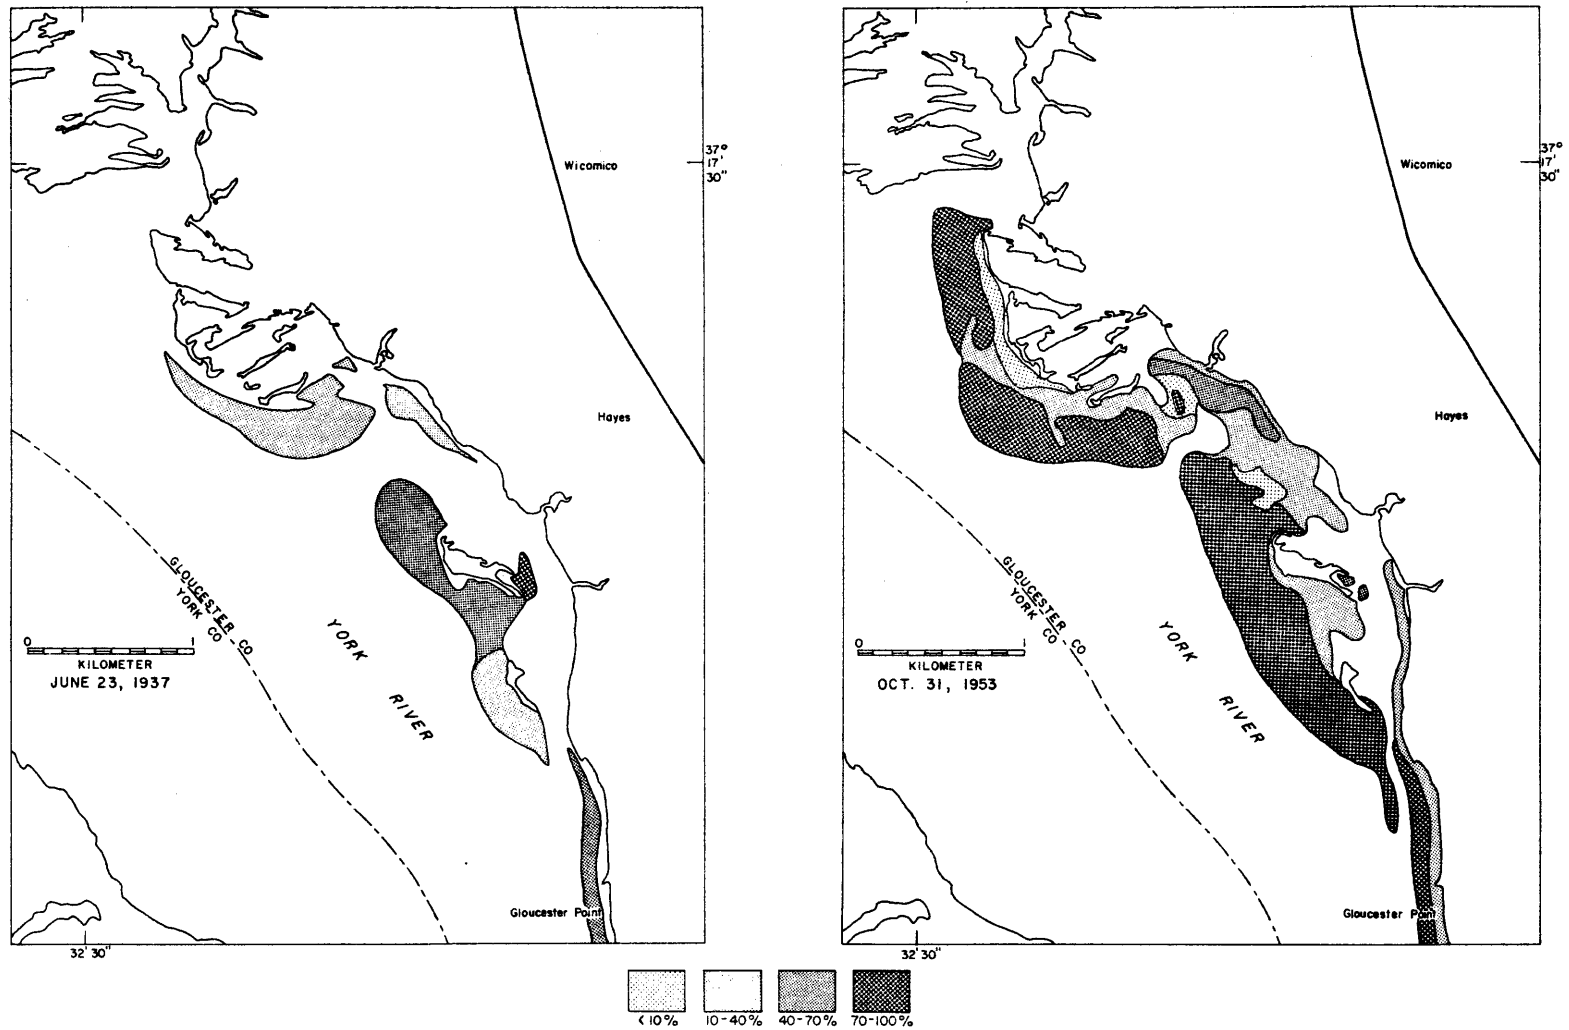 37°
17'
30"
Wicomico
Hayes
GLOUCESTER CO
YORK CO
YORK
RIVER
0 1
KILOMETER
JUNE 23, 1937
Gloucester Point
32' 30"
37°
17'
30"
Wicomico
Hayes
GLOUCESTER CO
YORK CO
YORK
RIVER
0 1
KILOMETER
OCT. 31, 1953
Gloucester Point
32' 30"
<10% 10-40% 40-70% 70-100%